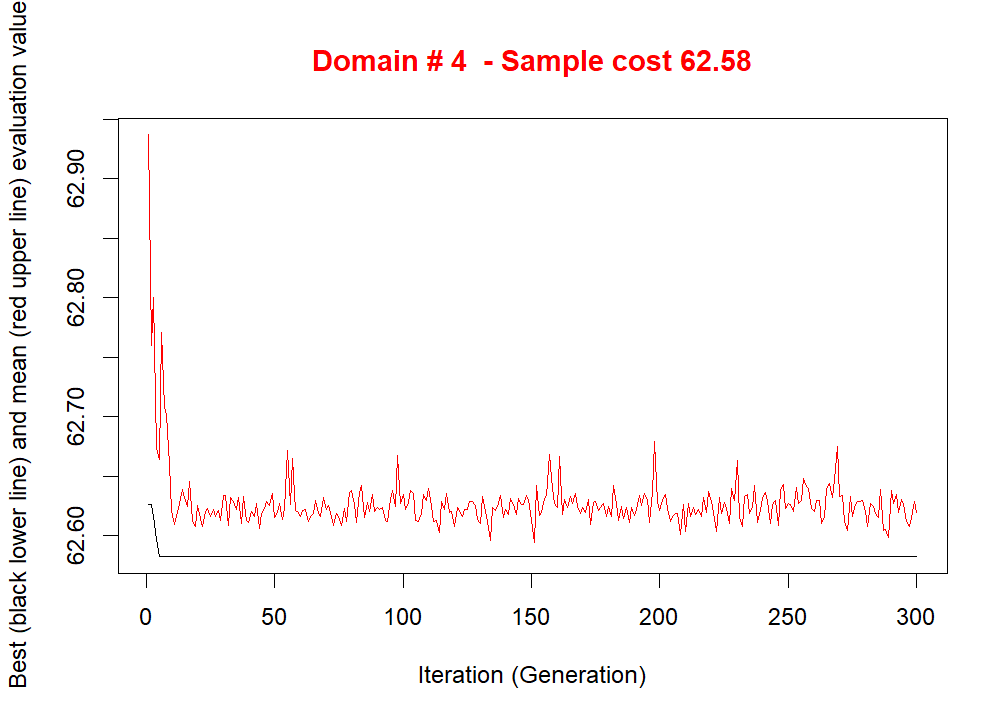 Domain # 4  - Sample cost 62.58
Best (black lower line) and mean (red upper line) evaluation value
62.90
62.80
62.70
62.60
0 50 100 150 200 250 300
Iteration (Generation)